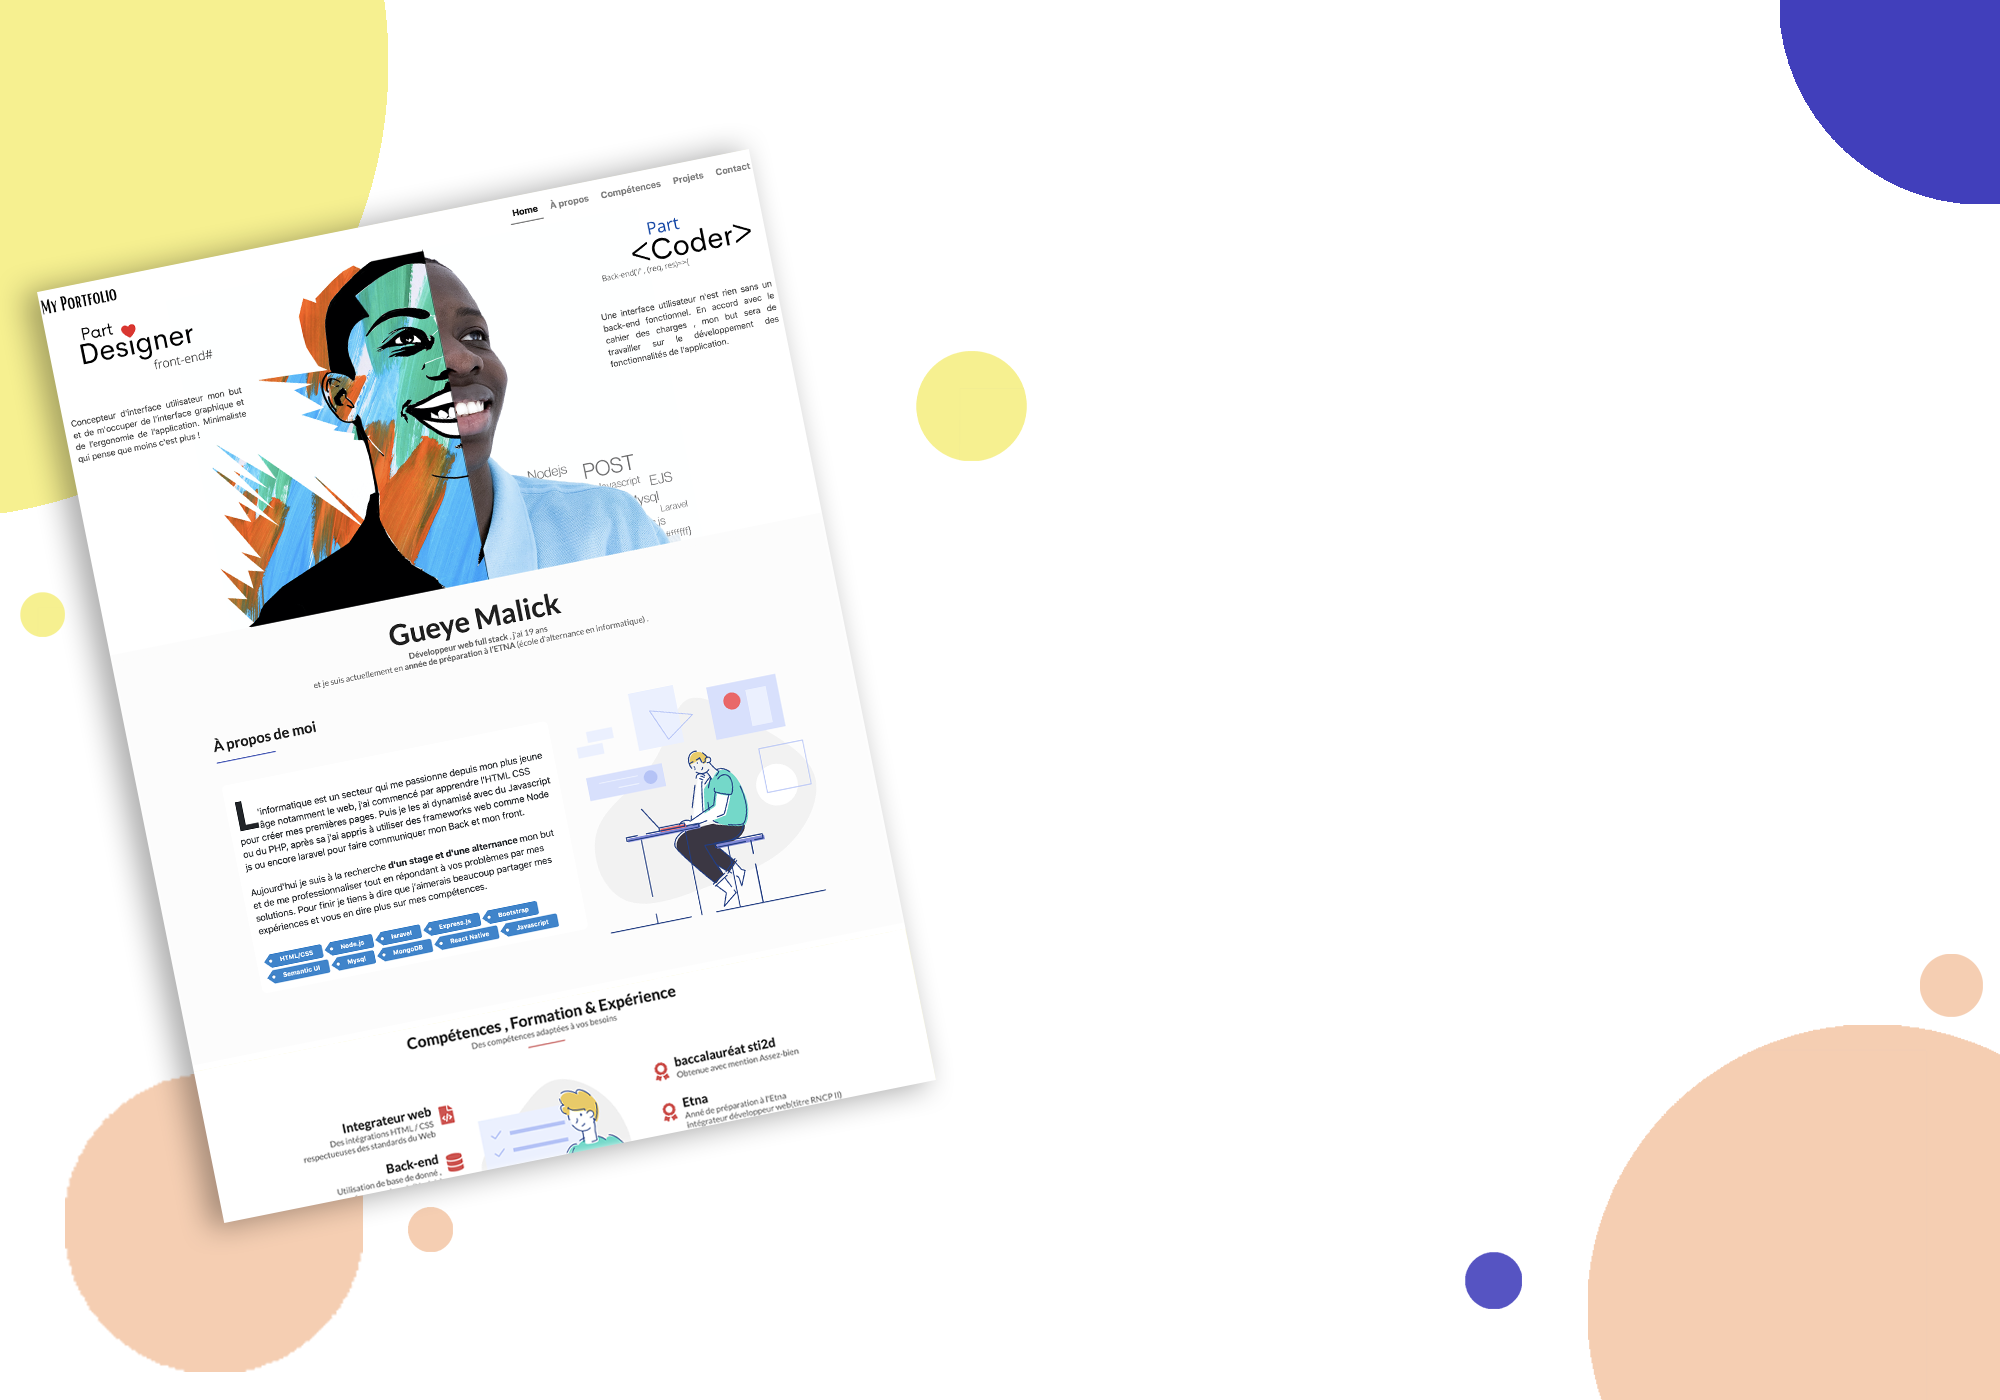 Home
À propos
Compétences
Projets
Contact
MY PORTFOLIO
Part
Designer
front-end#
Concepteur d'interface utilisateur mon but
et de m'occuper de l'interface graphique et
de l'ergonomie de l'application. Minimaliste
qui pense que moins c'est plus !
Part
<Coder>
Back-end('/' , (req, res)=>{
Une interface utilisateur n'est rien sans un
back-end fonctionnel. En accord avec le
cahier des charges , mon but sera de
travailler sur le développement des
fonctionnalités de l'application.
Nodejs
POST
EJS
Laravel
#ffffff}
Gueye Malick
Développeur web full stack , j'ai 19 ans
et je suis actuellement en année de préparation à l'ETNA (école d'alternance en informatique) .
À propos de moi
L'informatique est un secteur qui me passionne depuis mon plus jeune
âge notamment le web, j'ai commencé par apprendre l'HTML CSS
pour créer mes premières pages. Puis je les ai dynamisé avec du Javascript
ou du PHP, après sa j'ai appris à utiliser des frameworks web comme Node
js ou encore laravel pour faire communiquer mon Back et mon front.
Aujourd'hui je suis à la recherche d'un stage et d'une alternance mon but
et de me professionnaliser tout en répondant à vos problèmes par mes
solutions. Pour finir je tiens à dire que j'aimerais beaucoup partager mes
expériences et vous en dire plus sur mes compétences.
HTML/CSS
Node.js
laravel
Express.js
Bootstrap
Semantic UI
Mysql
MongoDB
React Native
Javascript
Compétences , Formation & Expérience
Des compétences adaptées à vos besoins
Integrateur web
Des intégrations HTML / CSS
respectueuses des standards du Web
Back-end
Utilisation de base de donné ,
baccalauréat sti2d
Obtenue avec mention Assez-bien
Etna
Anné de préparation à l'Etna
Intégrateur développeur web(titre RNCP II)